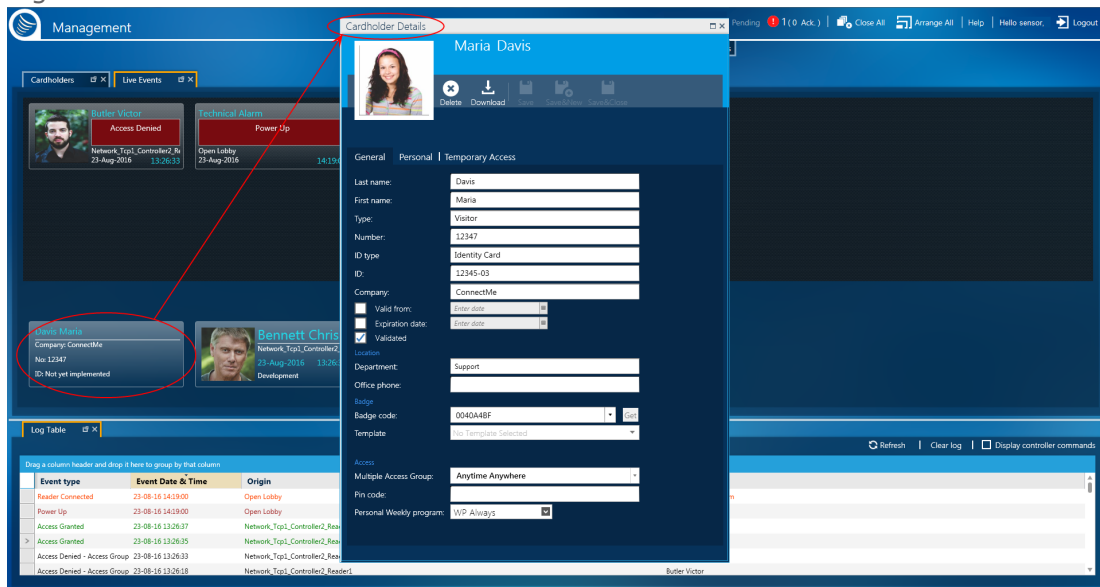 Management
Pending 1 ( 0 Ack. ) | Close All Arrange All | Help | Hello sensor, Logout
Cardholders Live Events
Butler Victor
Access Denied
Network_Tcp1_Controller2_Re
23-Aug-2016 13:26:33
Technical Alarm
Power Up
Open Lobby
23-Aug-2016 14:19:0
Davis Maria
Company: ConnectMe
No: 12347
ID: Not yet implemented
Bennett Chris
Network_Tcp1_Controller2_
23-Aug-2016 13:26:
Development
Cardholder Details
Maria Davis
Delete Download Save Save&New Save&Close
General Personal Temporary Access
Last name: Davis
First name: Maria
Type: Visitor
Number: 12347
ID type Identity Card
ID: 12345-03
Company: ConnectMe
Valid from: Enter date
Expiration date: Enter date
Validated
Location
Department: Support
Office phone:
Badge
Badge code: 0040A4BF Get
Template No Template Selected
Access
Multiple Access Group: Anytime Anywhere
Pin code:
Personal Weekly program: WP Always
Log Table
Refresh | Clear log | Display controller commands
Drag a column header and drop it here to group by that column
Event type Event Date & Time Origin
Reader Connected 23-08-16 14:19:00 Open Lobby
Power Up 23-08-16 14:19:00 Open Lobby
Access Granted 23-08-16 13:26:37 Network_Tcp1_Controller2_Read
> Access Granted 23-08-16 13:26:35 Network_Tcp1_Controller2_Read
Access Denied - Access Group 23-08-16 13:26:33 Network_Tcp1_Controller2_Read
Access Denied - Access Group 23-08-16 13:26:18 Network_Tcp1_Controller2_Reader1 Butler Victor